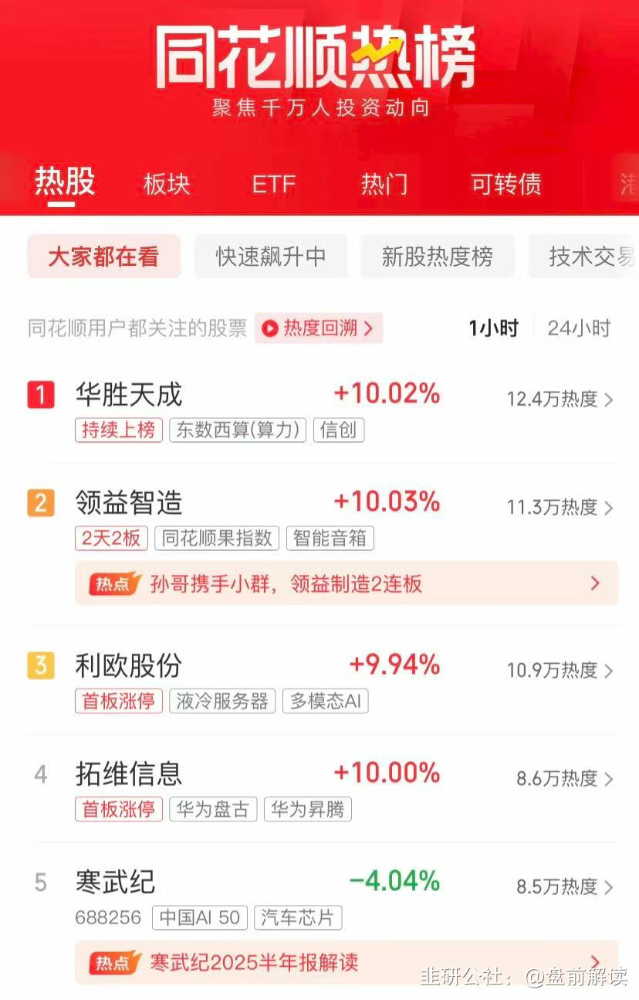 同花顺热榜
聚焦千万人投资动向
热股 板块 ETF 热门 可转债 港
大家都在看 快速飙升中 新股热度榜 技术交易
同花顺用户都关注的股票 热度回溯 1小时 24小时
1 华胜天成 +10.02% 12.4万热度
持续上榜 东数西算(算力) 信创
2 领益智造 +10.03% 11.3万热度
2天2板 同花顺果指数 智能音箱
热点 孙哥携手小群，领益制造2连板
3 利欧股份 +9.94% 10.9万热度
首板涨停 液冷服务器 多模态AI
4 拓维信息 +10.00% 8.6万热度
首板涨停 华为盘古 华为昇腾
5 寒武纪 -4.04% 8.5万热度
688256 中国AI 50 汽车芯片
热点 寒武纪2025半年报解读
韭研公社：@盘前解读